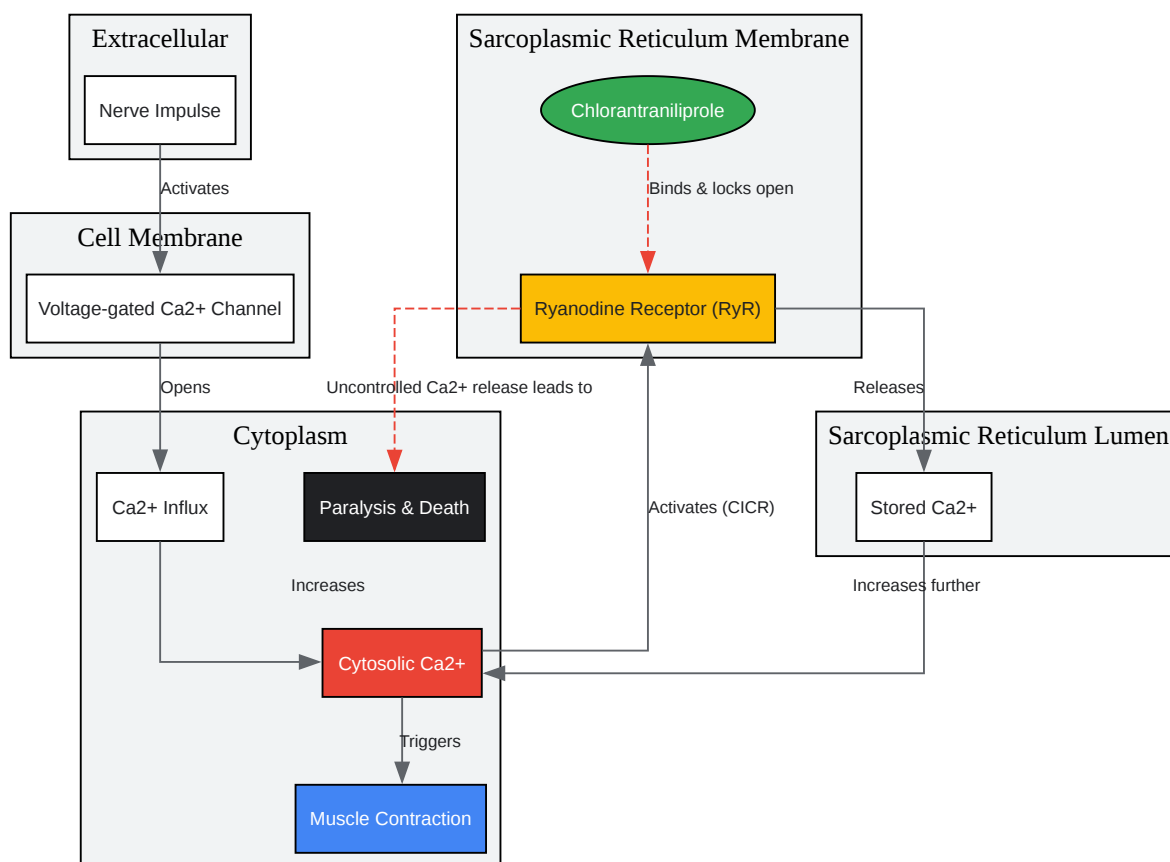 Extracellular
Sarcoplasmic Reticulum Membrane
Nerve Impulse
Chlorantraniliprole
Activates
Binds & locks open
Cell Membrane
Voltage-gated Ca2+ Channel
Ryanodine Receptor (RyR)
Opens
Uncontrolled Ca2+ release leads to
Releases
Cytoplasm
Sarcoplasmic Reticulum Lumen
Ca2+ Influx
Paralysis & Death
Activates (CICR)
Stored Ca2+
Increases
Increases further
Cytosolic Ca2+
Triggers
Muscle Contraction